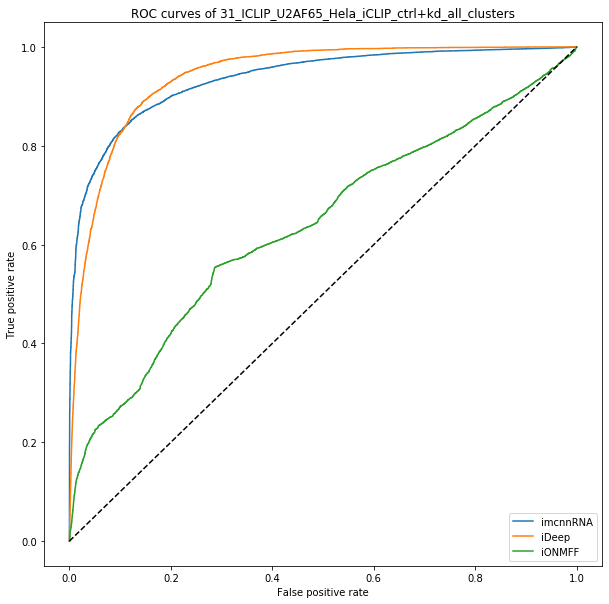 ROC curves of 31_ICLIP_U2AF65_Hela_iCLIP_ctrl+kd_all_clusters
1.0
0.8
0.6
0.4
0.2
0.0
True positive rate
0.0 0.2 0.4 0.6 0.8 1.0
False positive rate
imcnnRNA
iDeep
iONMFF